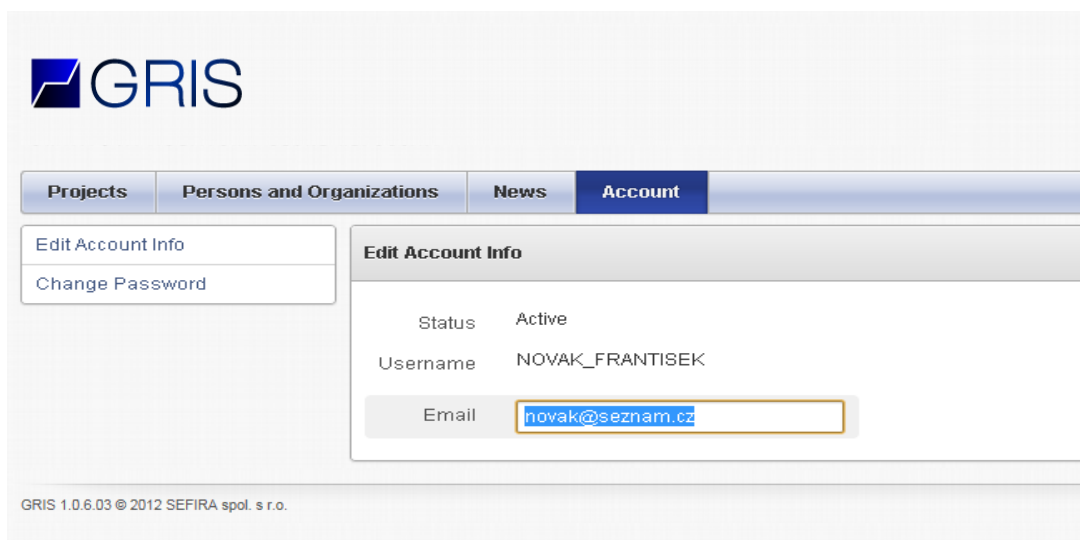 GRIS
Projects Persons and Organizations News Account
Edit Account Info
Change Password
Edit Account Info
Status Active
Username NOVAK_FRANTISEK
Email novak@seznam.cz
GRIS 1.0.6.03 © 2012 SEFIRA spol. s r.o.